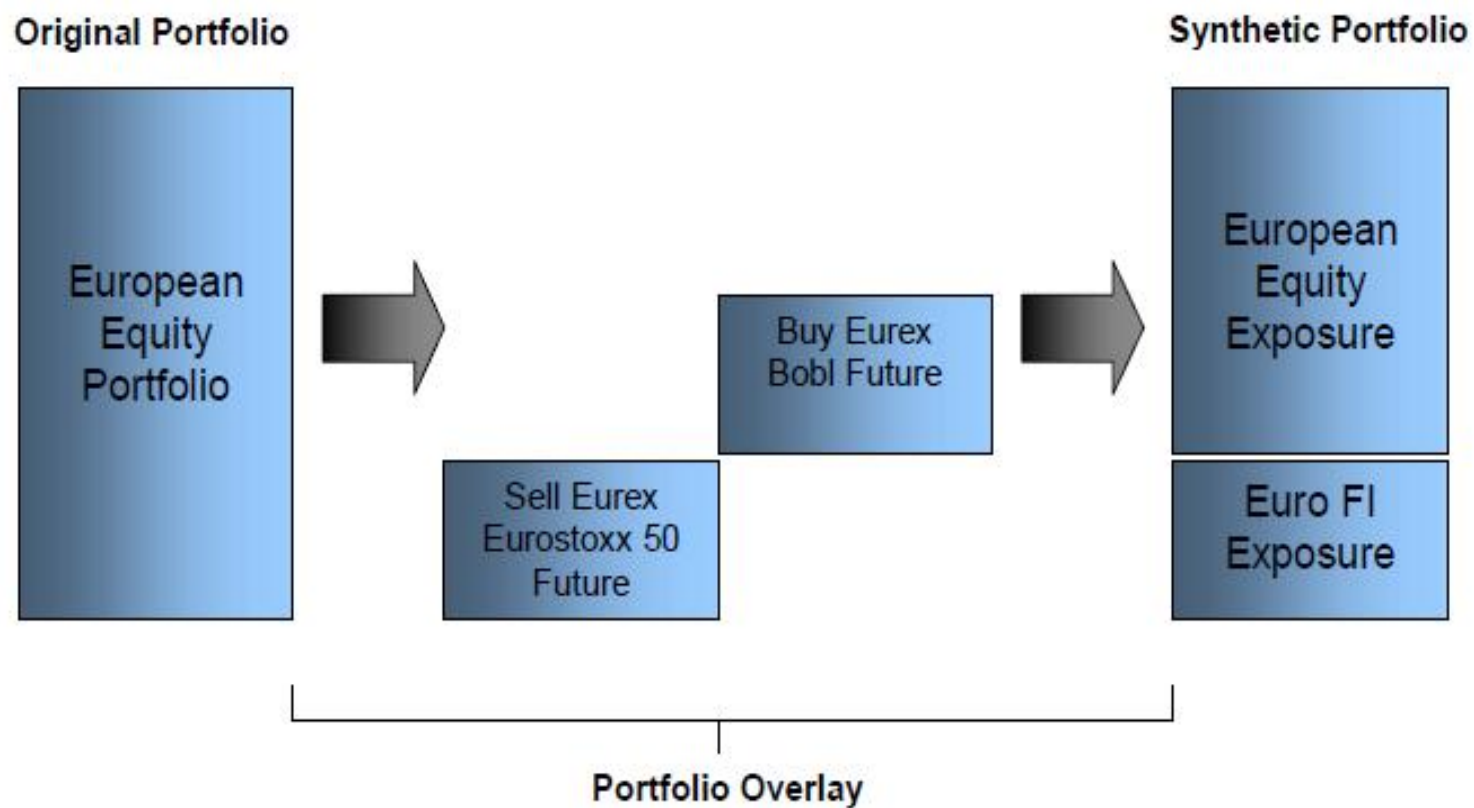 Original Portfolio
Synthetic Portfolio
European
Equity
Portfolio
Sell Eurex
Eurostoxx 50
Future
Buy Eurex
Bobl Future
European
Equity
Exposure
Euro FI
Exposure
Portfolio Overlay